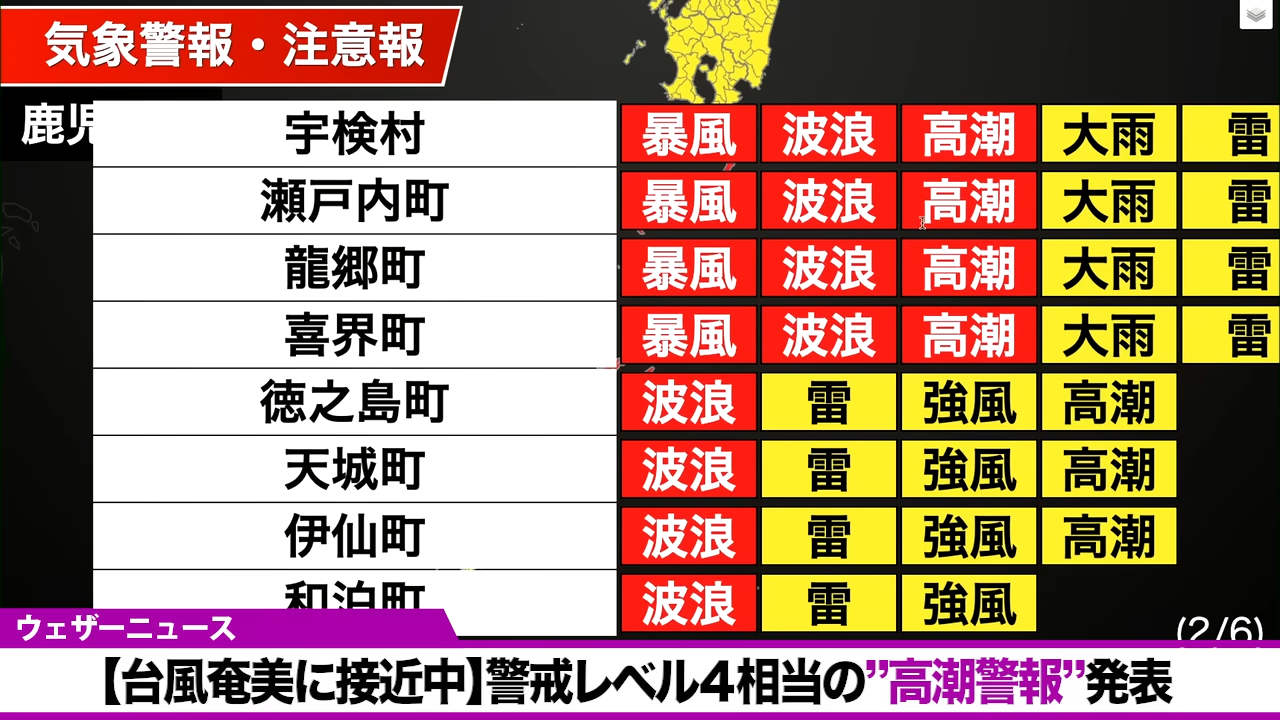 気象警報・注意報
鹿児
宇検村 暴風 波浪 高潮 大雨 雷
瀬戸内町 暴風 波浪 高潮 大雨 雷
龍郷町 暴風 波浪 高潮 大雨 雷
喜界町 暴風 波浪 高潮 大雨 雷
徳之島町 波浪 雷 強風 高潮
天城町 波浪 雷 強風 高潮
伊仙町 波浪 雷 強風 高潮
和泊町 波浪 雷 強風
(2/6)
ウェザーニュース
【台風奄美に接近中】警戒レベル4相当の”高潮警報”発表